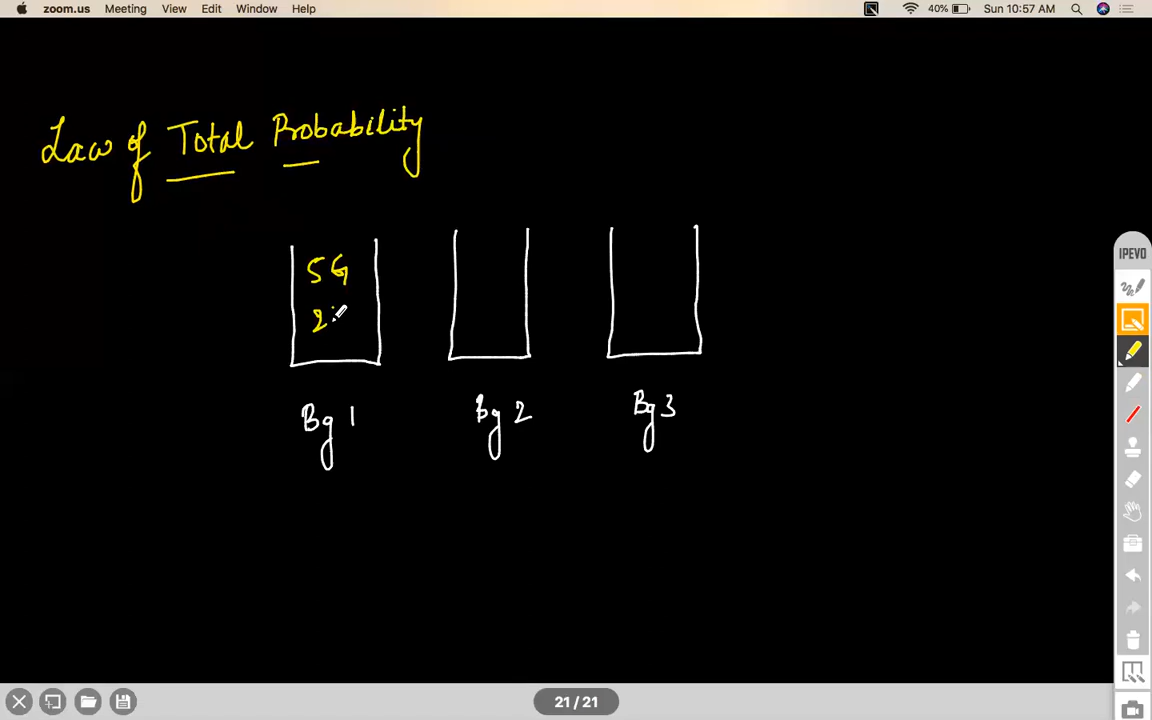 zoom.us Meeting View Edit Window Help 40% Sun 10:57 AM
Law of Total Probability
IPEVO
5G
2
Bg 1 Bg 2 Bg 3
21 / 21